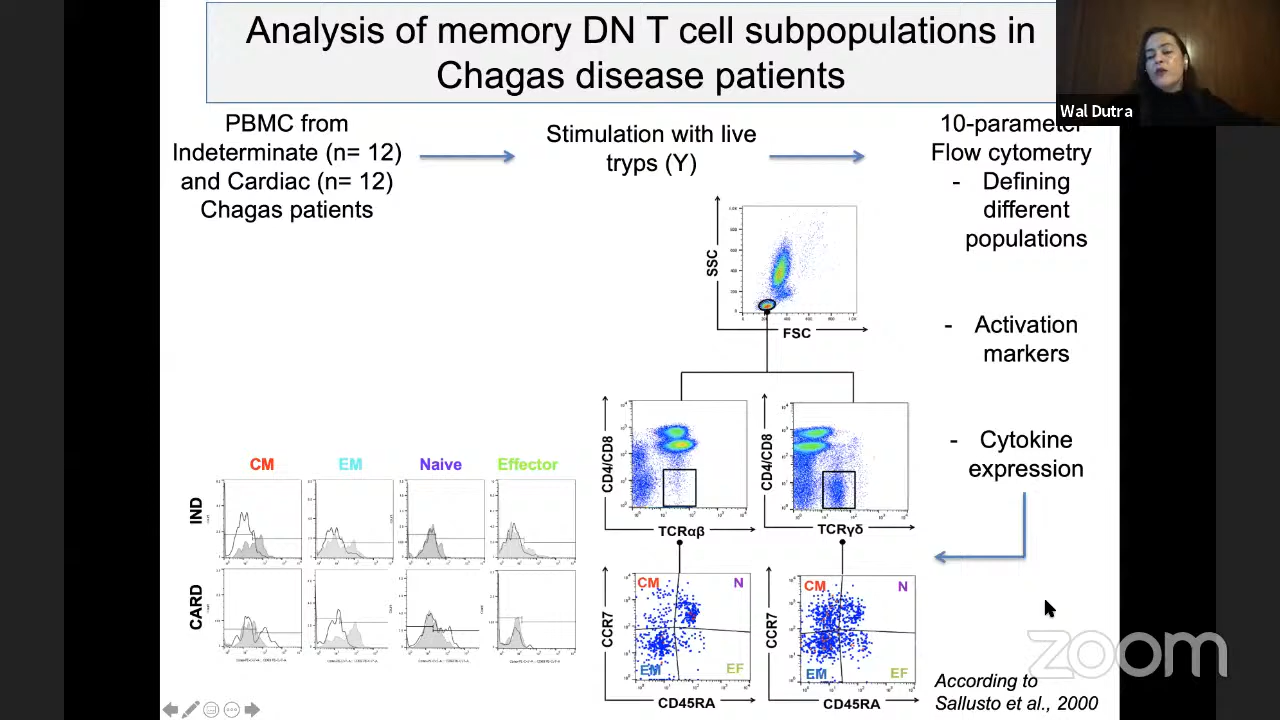 Analysis of memory DN T cell subpopulations in
Chagas disease patients
Wal Dutra
PBMC from
Indeterminate (n= 12)
and Cardiac (n= 12)
Chagas patients
Stimulation with live
tryps (Y)
10-parameter
Flow cytometry
- Defining
different
populations
- Activation
markers
- Cytokine
expression
SSC
FSC
CD4/CD8
TCRαβ
CD4/CD8
TCRγδ
CM EM Naive Effector
IND
CARD
CCR7
CM N
EM EF
CD45RA
CCR7
CM N
EM EF
CD45RA
According to
Sallusto et al., 2000
zoom